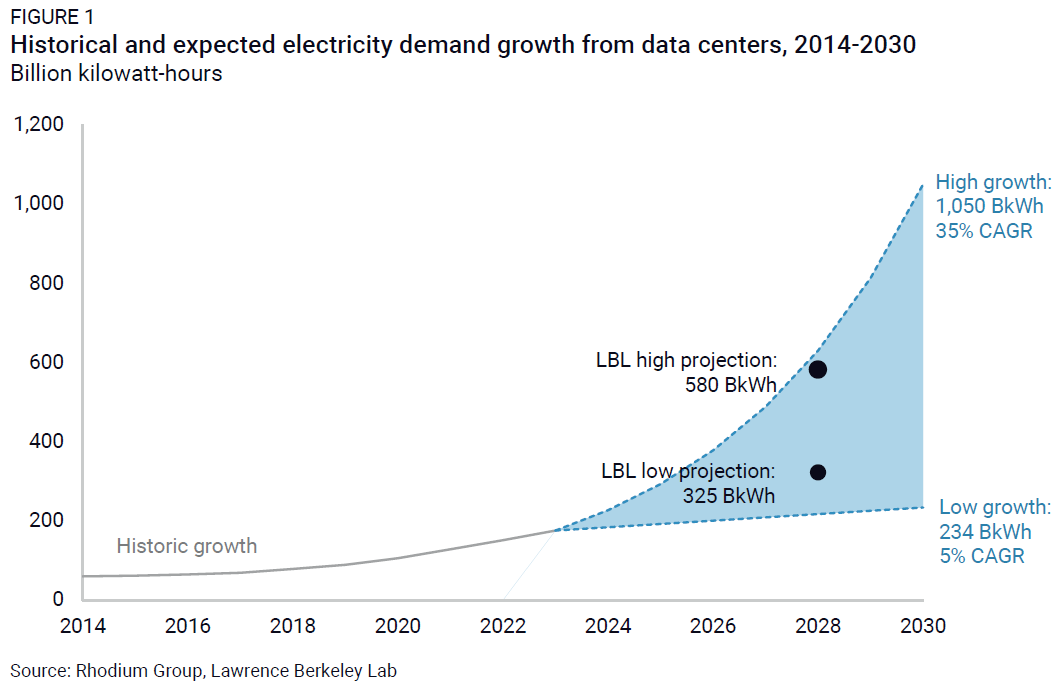 FIGURE 1
Historical and expected electricity demand growth from data centers, 2014-2030
Billion kilowatt-hours
1,200
1,000
800
600
400
200
0
High growth:
1,050 BkWh
35% CAGR
LBL high projection:
580 BkWh
LBL low projection:
325 BkWh
Low growth:
234 BkWh
5% CAGR
Historic growth
2014 2016 2018 2020 2022 2024 2026 2028 2030
Source: Rhodium Group, Lawrence Berkeley Lab